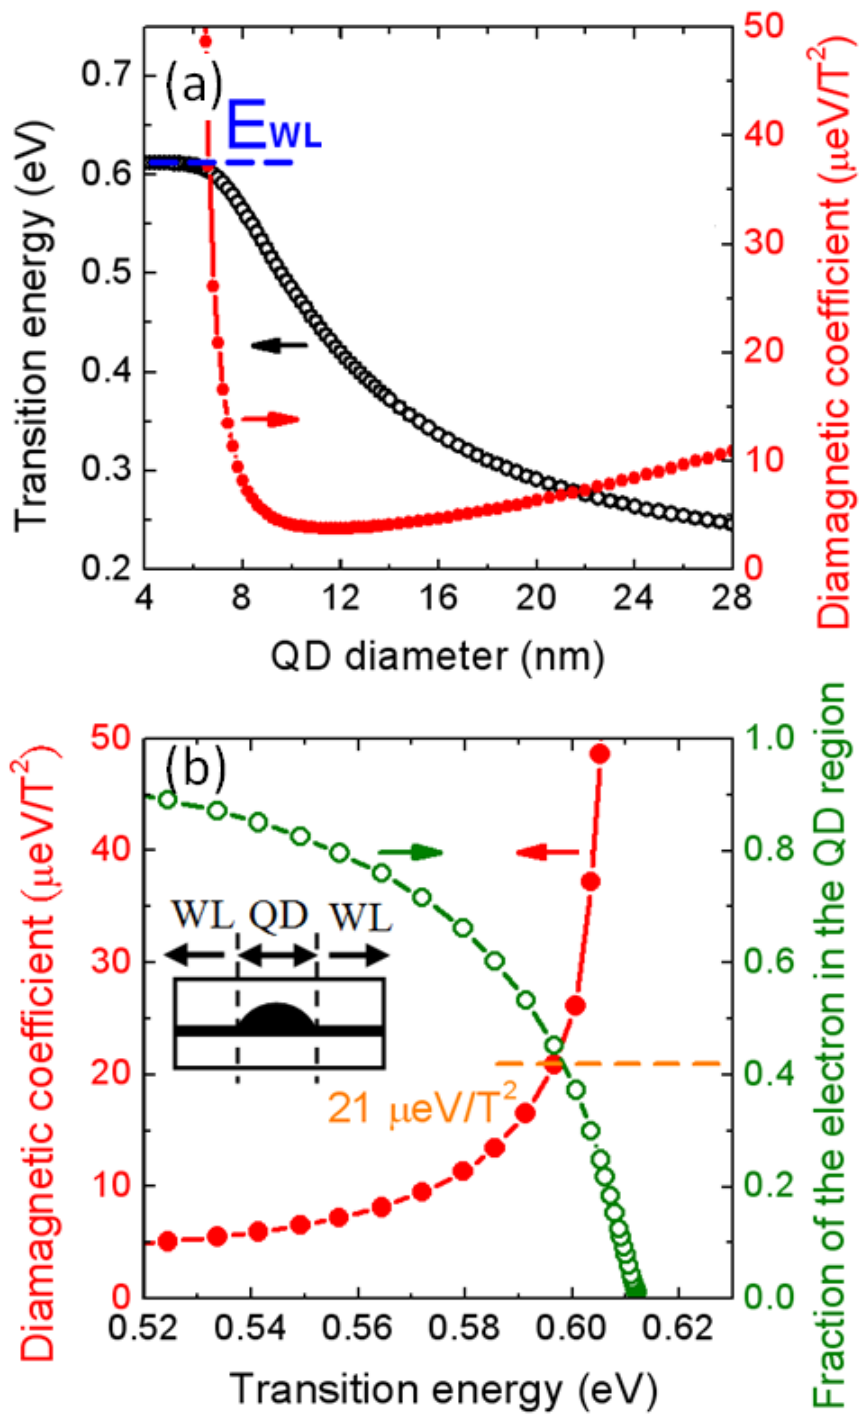 (a)
E_WL
0.7
0.6
0.5
0.4
0.3
0.2
Transition energy (eV)
50
40
30
20
10
0
Diamagnetic coefficient (μeV/T²)
4 8 12 16 20 24 28
QD diameter (nm)
(b)
50
40
30
20
10
0
Diamagnetic coefficient (μeV/T²)
WL QD WL
21 μeV/T²
1.0
0.8
0.6
0.4
0.2
0.0
Fraction of the electron in the QD region
0.52 0.54 0.56 0.58 0.60 0.62
Transition energy (eV)